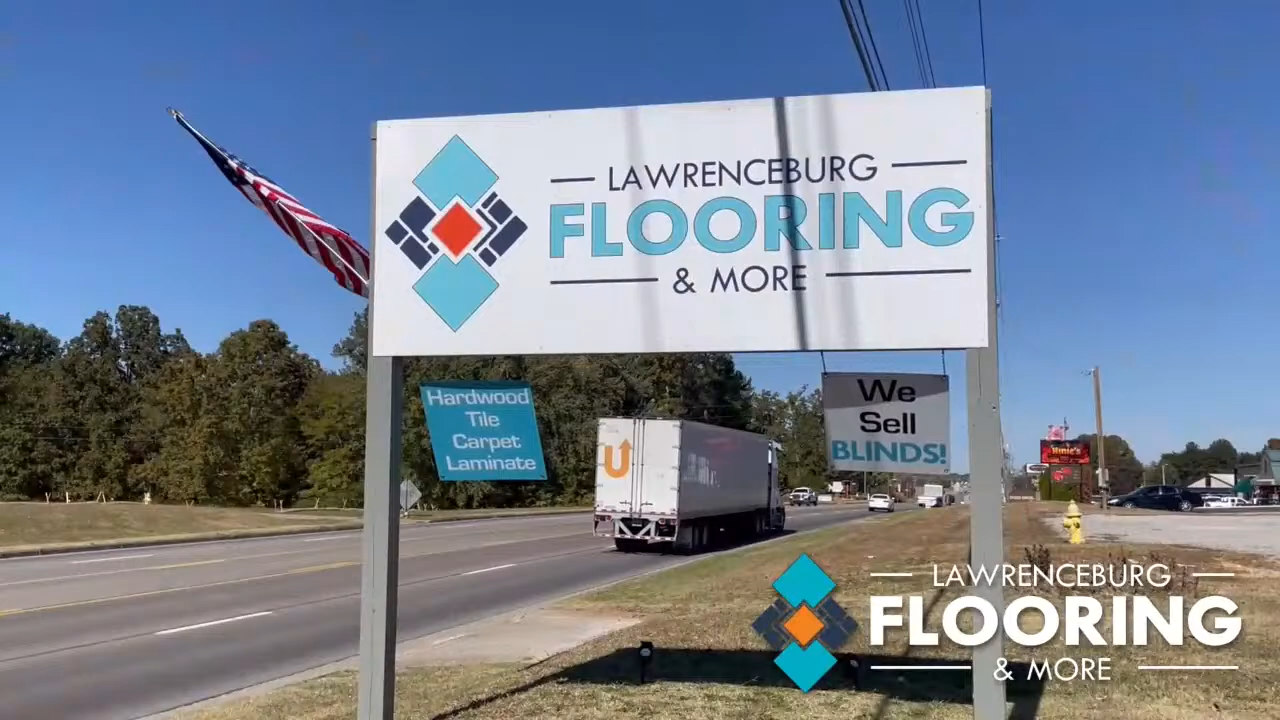 LAWRENCEBURG
FLOORING
& MORE
Hardwood
Tile
Carpet
Laminate
We
Sell
BLINDS!
U
LAWRENCEBURG
FLOORING
& MORE